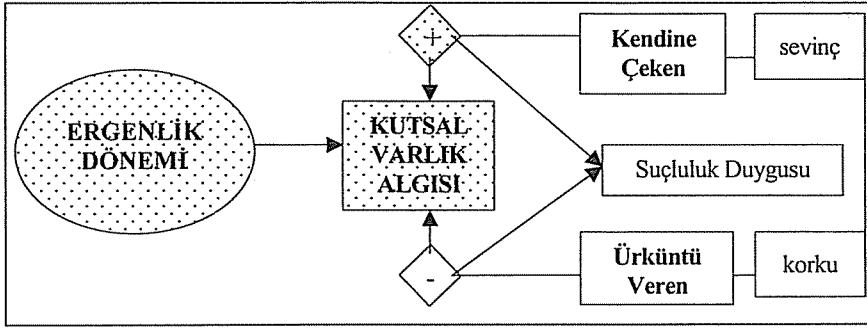 +
Kendine
Çeken
sevinç
ERGENLİK
DÖNEMİ
KUTSAL
VARLIK
ALGISI
Suçluluk Duygusu
-
Ürküntü
Veren
korku